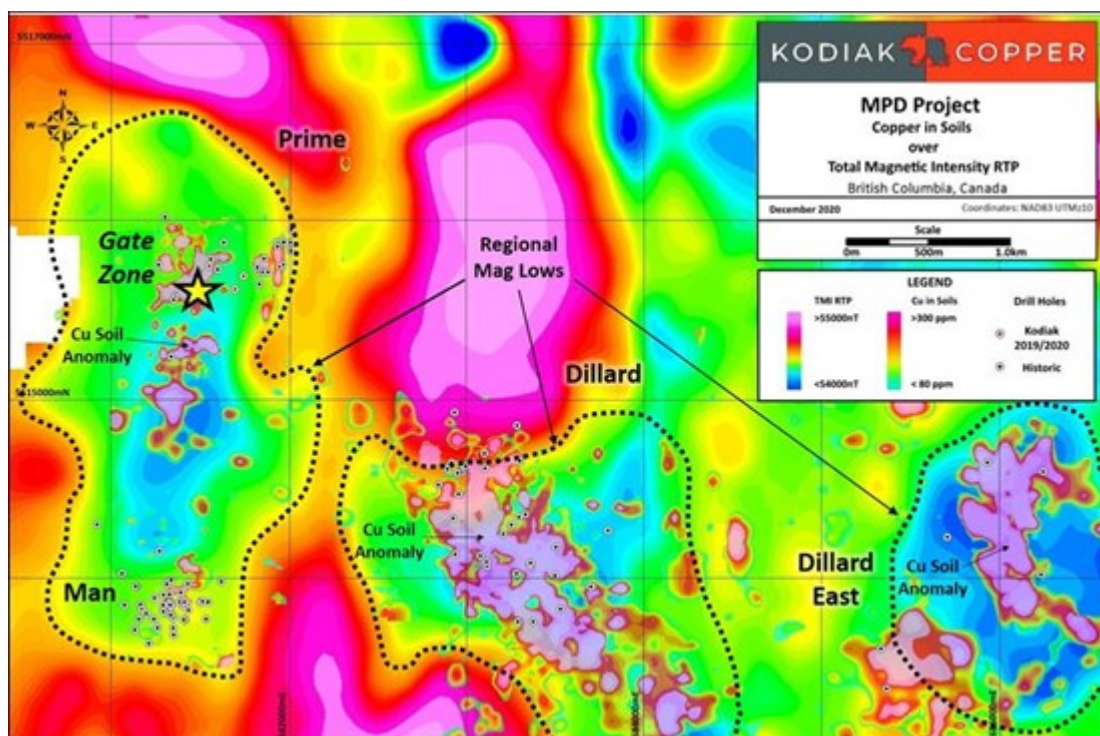 5517000mN
N
W
E
S
Prime
Gate
Zone
Cu Soil
Anomaly
5515000mN
Man
Regional
Mag Lows
Dillard
Cu Soil
Anomaly
Dillard
East
Cu Soil
Anomaly
KODIAK COPPER
MPD Project
Copper in Soils
over
Total Magnetic Intensity RTP
British Columbia, Canada
December 2020
Coordinates: NAD83 UTMz10
Scale
0m 500m 1.0km
LEGEND
TMI RTP
>55000nT
<54000nT
Cu in Soils
>300 ppm
< 80 ppm
Drill Holes
Kodiak
2019/2020
Historic